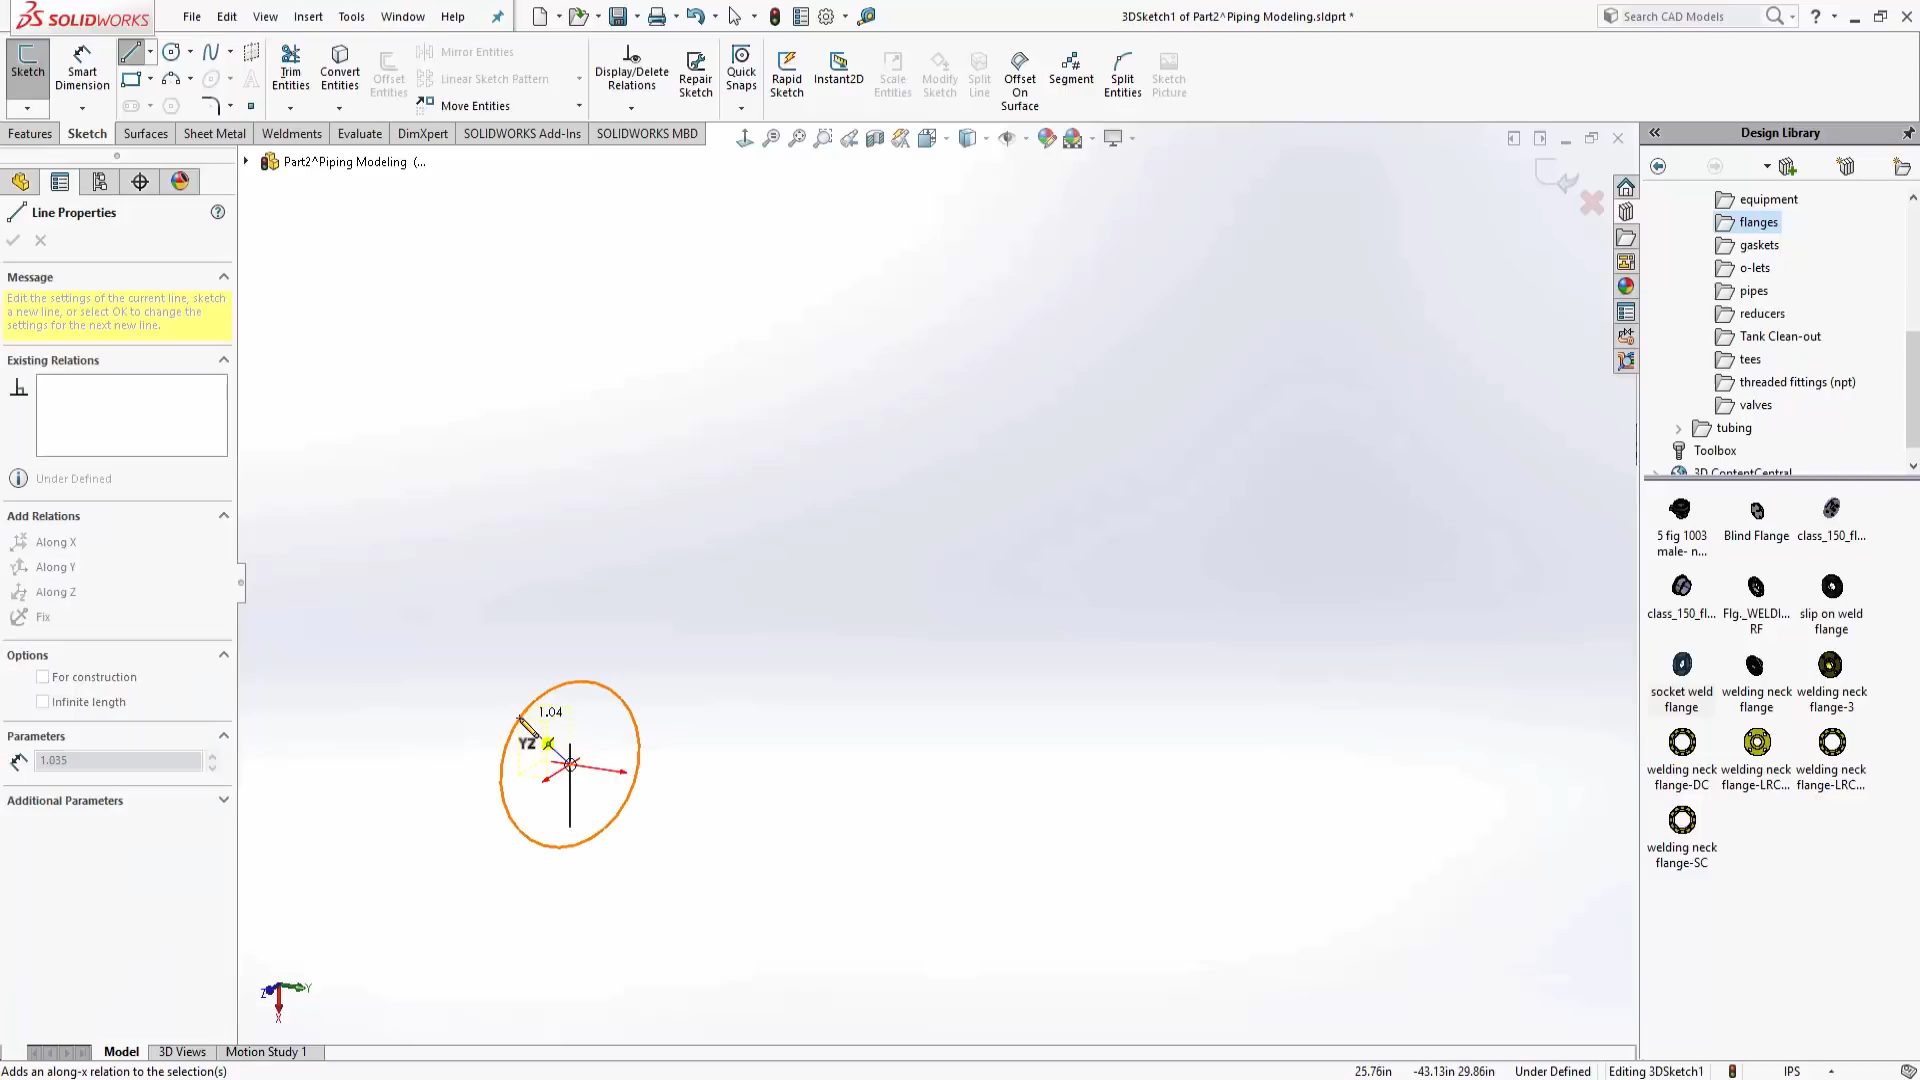 SOLIDWORKS
File Edit View Insert Tools Window Help
3DSketch1 of Part2^Piping Modeling.sldprt *
Search CAD Models
Sketch
Smart Dimension
Trim Entities
Convert Entities
Offset Entities
Mirror Entities
Linear Sketch Pattern
Move Entities
Display/Delete Relations
Repair Sketch
Quick Snaps
Rapid Sketch
Instant2D
Scale Entities
Modify Sketch
Split Line
Offset On Surface
Segment
Split Entities
Sketch Picture
Features Sketch Surfaces Sheet Metal Weldments Evaluate DimXpert SOLIDWORKS Add-Ins SOLIDWORKS MBD
Part2^Piping Modeling (...
Line Properties
Message
Edit the settings of the current line, sketch
a new line, or select OK to change the
settings for the next new line.
Existing Relations
Under Defined
Add Relations
Along X
Along Y
Along Z
Fix
Options
For construction
Infinite length
Parameters
1.035
Additional Parameters
1.04
YZ
Z Y
X
Design Library
equipment
flanges
gaskets
o-lets
pipes
reducers
Tank Clean-out
tees
threaded fittings (npt)
valves
tubing
Toolbox
3D ContentCentral
5 fig 1003 male- n...
Blind Flange
class_150_fl...
class_150_fl...
Flg._WELDI... RF
slip on weld flange
socket weld flange
welding neck flange
welding neck flange-3
welding neck flange-DC
welding neck flange-LRC...
welding neck flange-LRC...
welding neck flange-SC
Model 3D Views Motion Study 1
Adds an along-x relation to the selection(s)
25.76in -43.13in 29.86in Under Defined Editing 3DSketch1 IPS